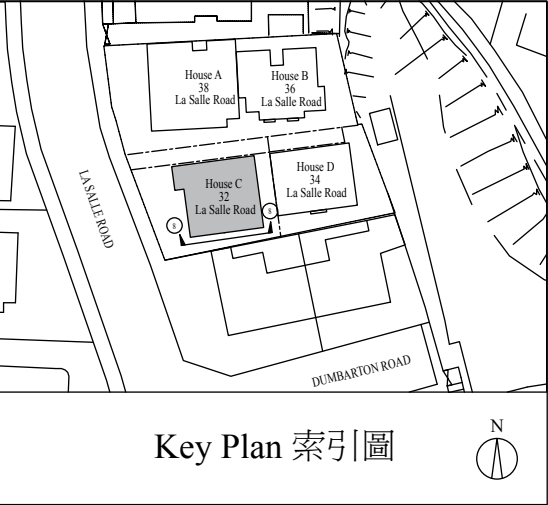 House A
38
La Salle Road
House B
36
La Salle Road
House C
32
La Salle Road
House D
34
La Salle Road
8
8
LA SALLE ROAD
DUMBARTON ROAD
Key Plan 索引圖
N